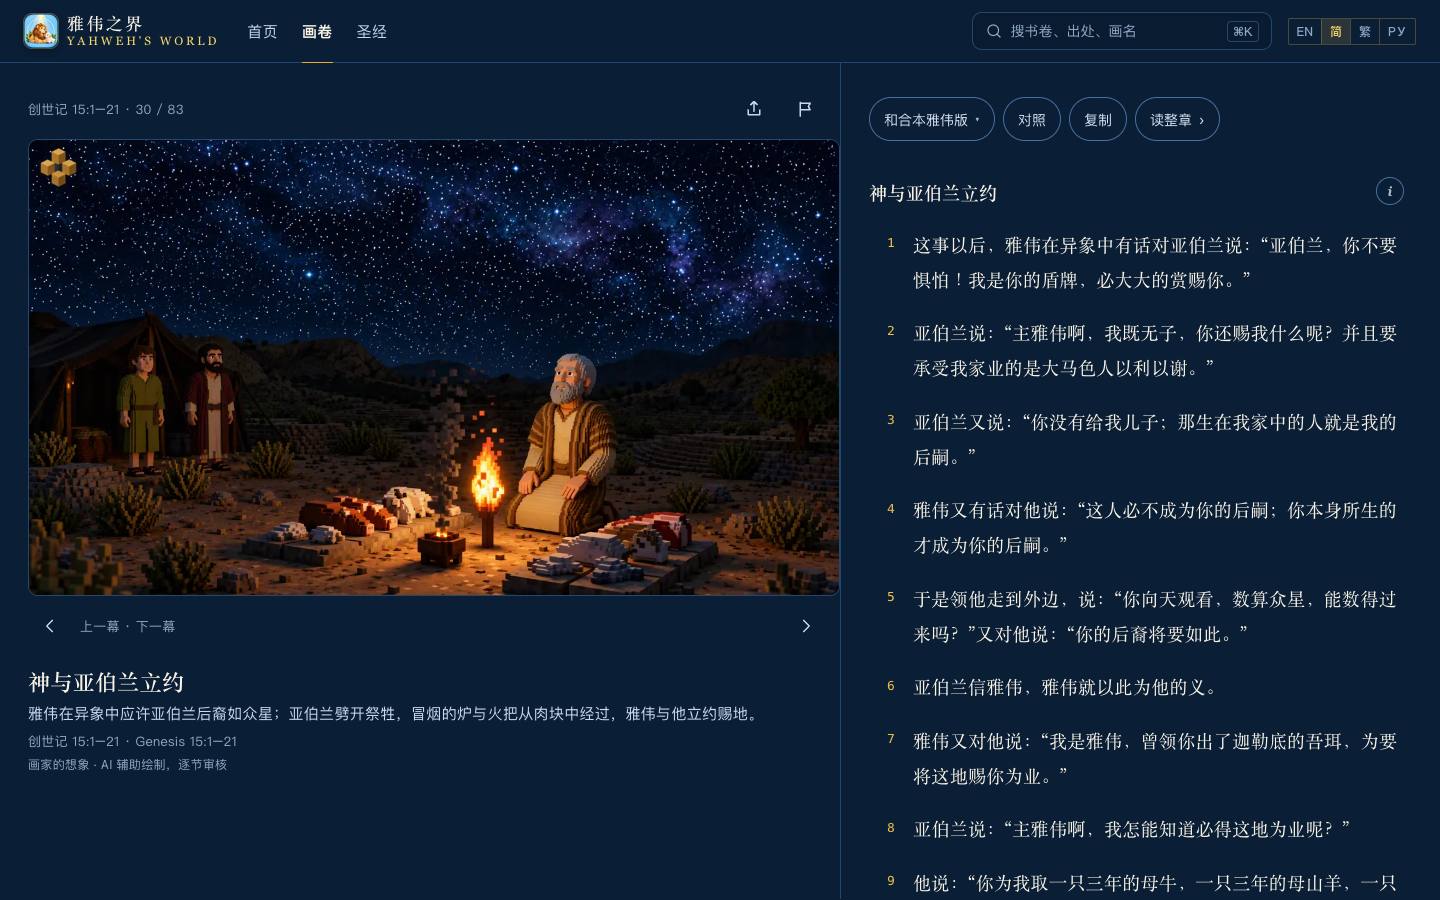 雅伟之界
YAHWEH'S WORLD
首页
画卷
圣经
搜书卷、出处、画名
⌘K
EN
简
繁
РУ
创世记 15:1—21 · 30 / 83
上一幕 · 下一幕
神与亚伯兰立约
雅伟在异象中应许亚伯兰后裔如众星；亚伯兰劈开祭牲，冒烟的炉与火把从肉块中经过，雅伟与他立约赐地。
创世记 15:1—21 · Genesis 15:1—21
画家的想象 · AI 辅助绘制，逐节审核
和合本雅伟版
对照
复制
读整章 ›
神与亚伯兰立约
i
1 这事以后，雅伟在异象中有话对亚伯兰说：“亚伯兰，你不要
惧怕！我是你的盾牌，必大大的赏赐你。”
2 亚伯兰说：“主雅伟啊，我既无子，你还赐我什么呢？并且要
承受我家业的是大马色人以利以谢。”
3 亚伯兰又说：“你没有给我儿子；那生在我家中的人就是我的
后嗣。”
4 雅伟又有话对他说：“这人必不成为你的后嗣；你本身所生的
才成为你的后嗣。”
5 于是领他走到外边，说：“你向天观看，数算众星，能数得过
来吗？”又对他说：“你的后裔将要如此。”
6 亚伯兰信雅伟，雅伟就以此为他的义。
7 雅伟又对他说：“我是雅伟，曾领你出了迦勒底的吾珥，为要
将这地赐你为业。”
8 亚伯兰说：“主雅伟啊，我怎能知道必得这地为业呢？”
9 他说：“你为我取一只三年的母牛，一只三年的母山羊，一只